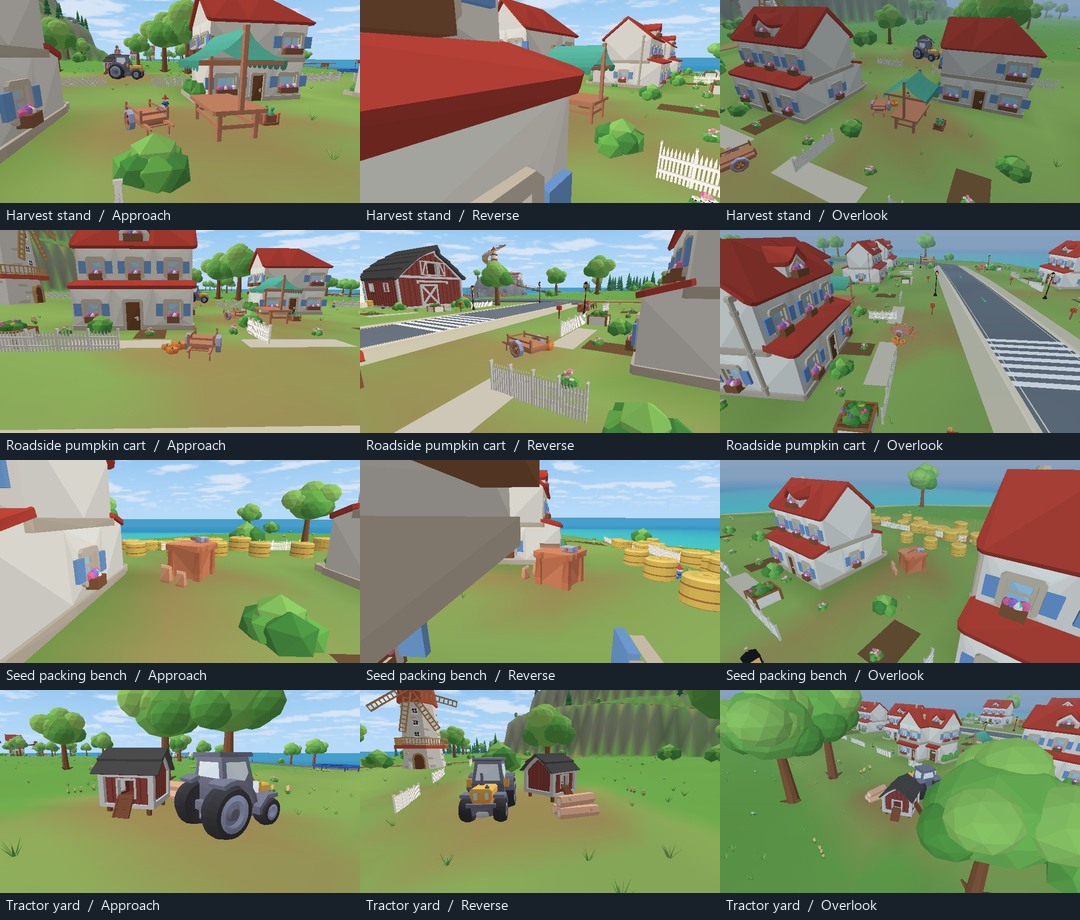 Harvest stand / Approach
Harvest stand / Reverse
Harvest stand / Overlook
Roadside pumpkin cart / Approach
Roadside pumpkin cart / Reverse
Roadside pumpkin cart / Overlook
Seed packing bench / Approach
Seed packing bench / Reverse
Seed packing bench / Overlook
Tractor yard / Approach
Tractor yard / Reverse
Tractor yard / Overlook